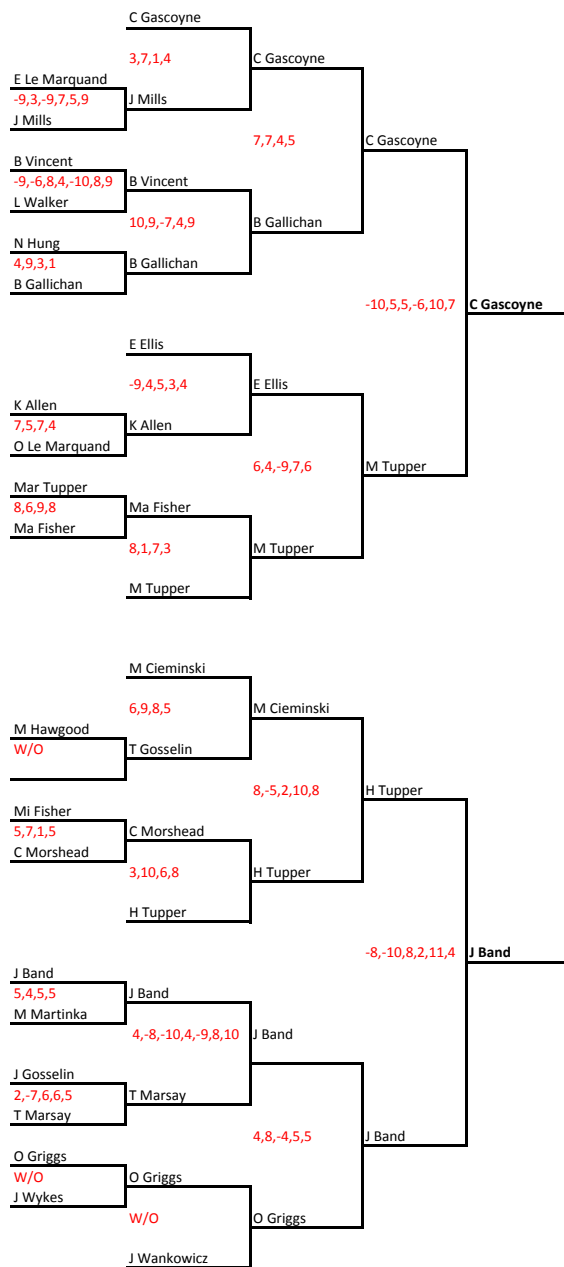 C Gascoyne
3,7,1,4
C Gascoyne
E Le Marquand
-9,3,-9,7,5,9
J Mills
J Mills
7,7,4,5
C Gascoyne
B Vincent
-9,-6,8,4,-10,8,9
B Vincent
L Walker
10,9,-7,4,9
B Gallichan
N Hung
4,9,3,1
B Gallichan
B Gallichan
-10,5,5,-6,10,7
C Gascoyne
E Ellis
-9,4,5,3,4
E Ellis
K Allen
7,5,7,4
K Allen
O Le Marquand
6,4,-9,7,6
M Tupper
Mar Tupper
8,6,9,8
Ma Fisher
Ma Fisher
8,1,7,3
M Tupper
M Tupper
M Cieminski
6,9,8,5
M Cieminski
M Hawgood
W/O
T Gosselin
8,-5,2,10,8
H Tupper
Mi Fisher
5,7,1,5
C Morshead
C Morshead
3,10,6,8
H Tupper
H Tupper
-8,-10,8,2,11,4
J Band
J Band
5,4,5,5
J Band
M Martinka
4,-8,-10,4,-9,8,10
J Band
J Gosselin
2,-7,6,6,5
T Marsay
T Marsay
4,8,-4,5,5
J Band
O Griggs
W/O
O Griggs
J Wykes
W/O
O Griggs
J Wankowicz